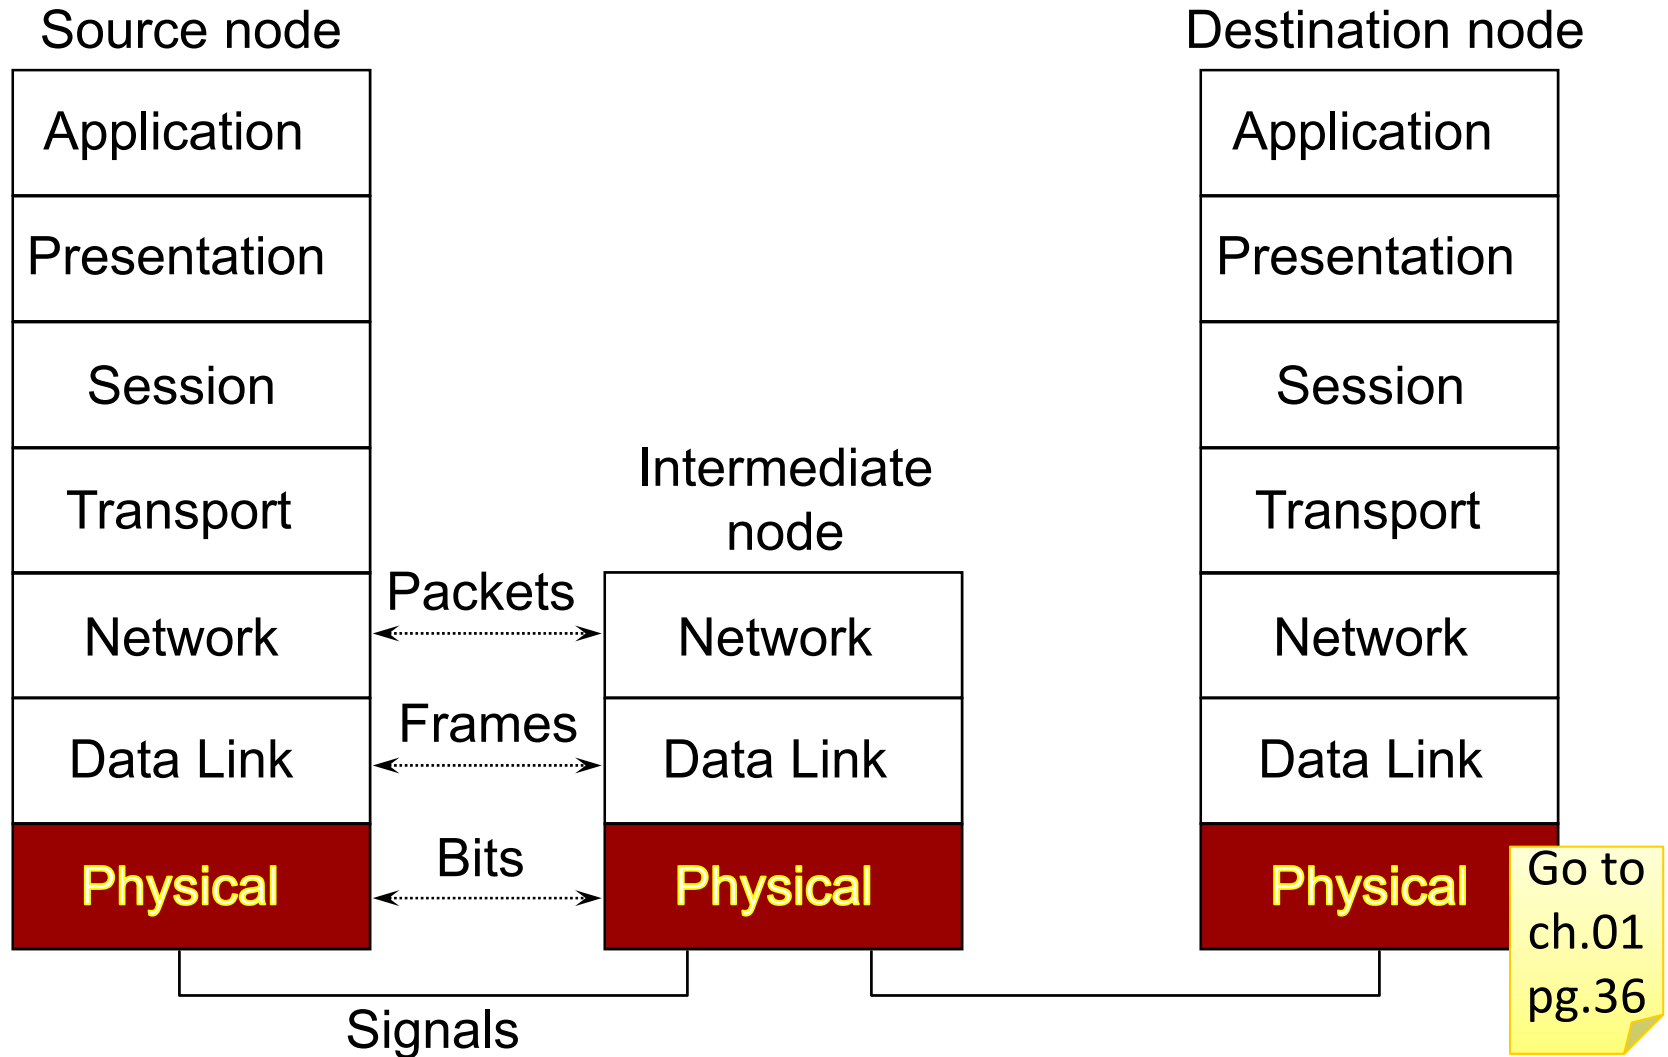 Source node
Application
Presentation
Session
Transport
Network
Data Link
Physical
Packets
Frames
Bits
Signals
Intermediate
node
Network
Data Link
Physical
Destination node
Application
Presentation
Session
Transport
Network
Data Link
Physical
Go to
ch.01
pg.36